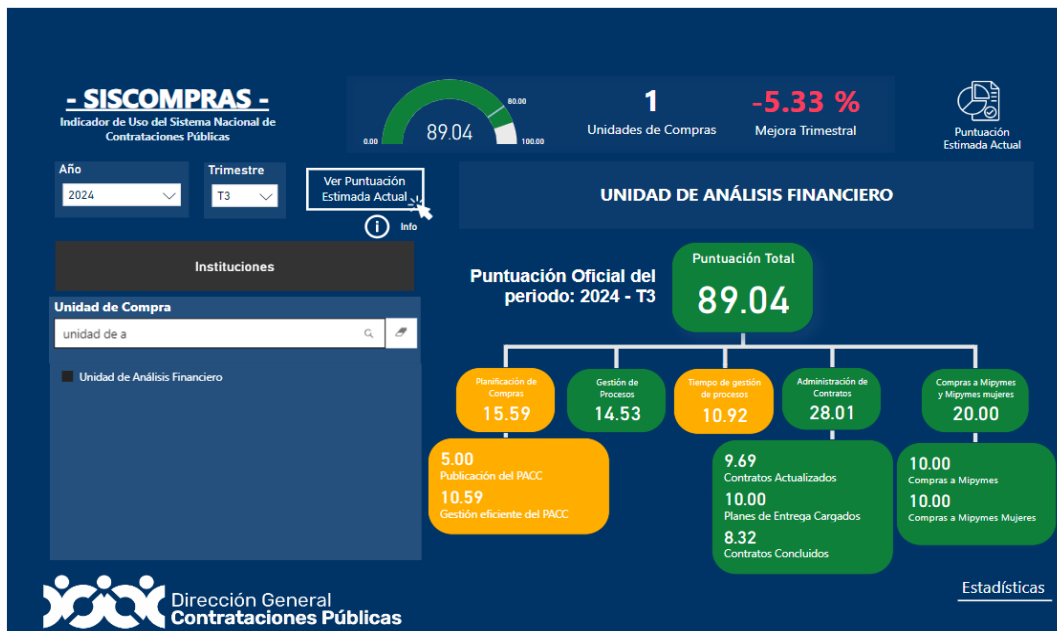 - SISCOMPRAS -
Indicador de Uso del Sistema Nacional de
Contrataciones Públicas
0.00
89.04
80.00
100.00
1
Unidades de Compras
-5.33 %
Mejora Trimestral
Puntuación
Estimada Actual
Año
2024
Trimestre
T3
Ver Puntuación
Estimada Actual
Info
UNIDAD DE ANÁLISIS FINANCIERO
Instituciones
Unidad de Compra
unidad de a
Unidad de Análisis Financiero
Puntuación Oficial del
periodo: 2024 - T3
Puntuación Total
89.04
Planificación de
Compras
15.59
Gestión de
Procesos
14.53
Tiempo de gestión
de procesos
10.92
Administración de
Contratos
28.01
Compras a Mipymes
y Mipymes mujeres
20.00
5.00
Publicación del PACC
10.59
Gestión eficiente del PACC
9.69
Contratos Actualizados
10.00
Planes de Entrega Cargados
8.32
Contratos Concluidos
10.00
Compras a Mipymes
10.00
Compras a Mipymes Mujeres
Dirección General
Contrataciones Públicas
Estadísticas